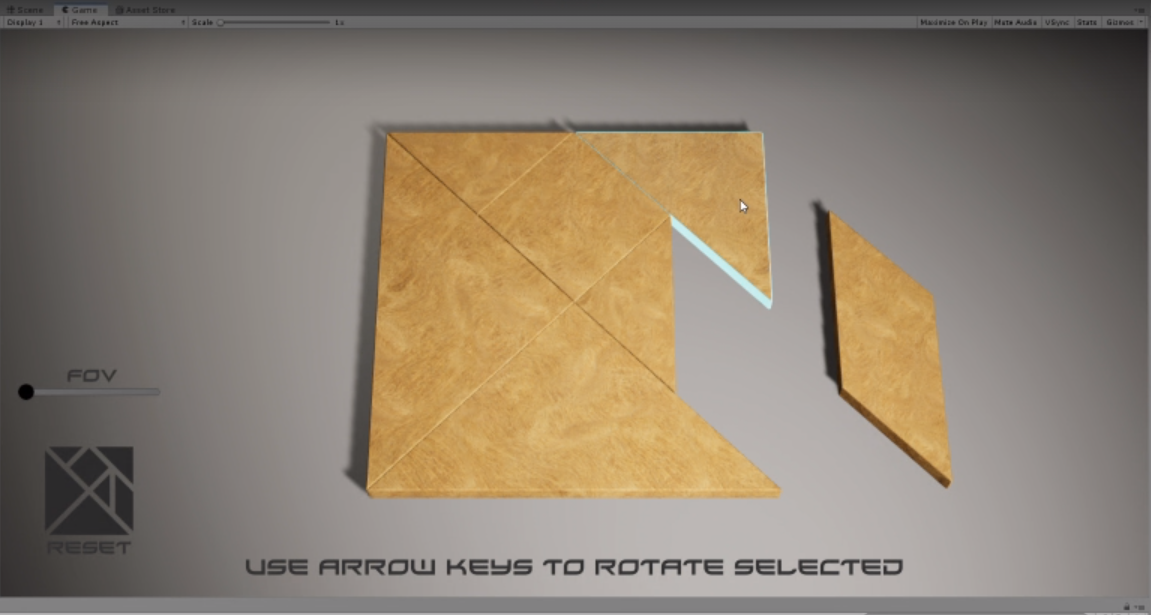 Scene Game Asset Store
Display 1 Free Aspect Scale 1x Maximize On Play Mute Audio VSync Stats Gizmos
FOV
RESET
USE ARROW KEYS TO ROTATE SELECTED